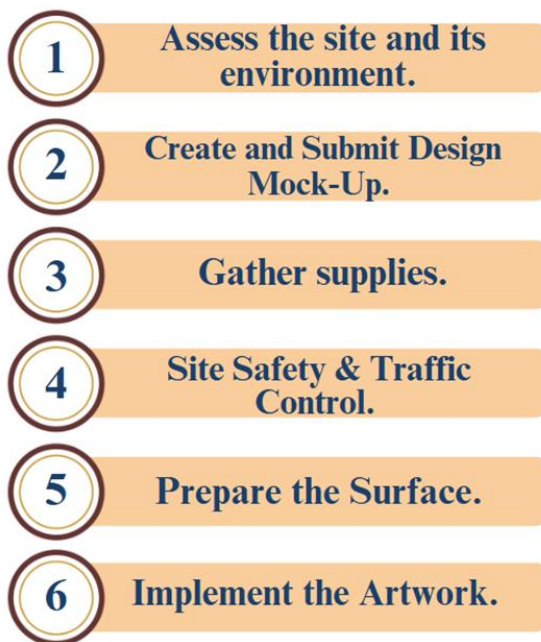 1
Assess the site and its
environment.
2
Create and Submit Design
Mock-Up.
3
Gather supplies.
4
Site Safety & Traffic
Control.
5
Prepare the Surface.
6
Implement the Artwork.